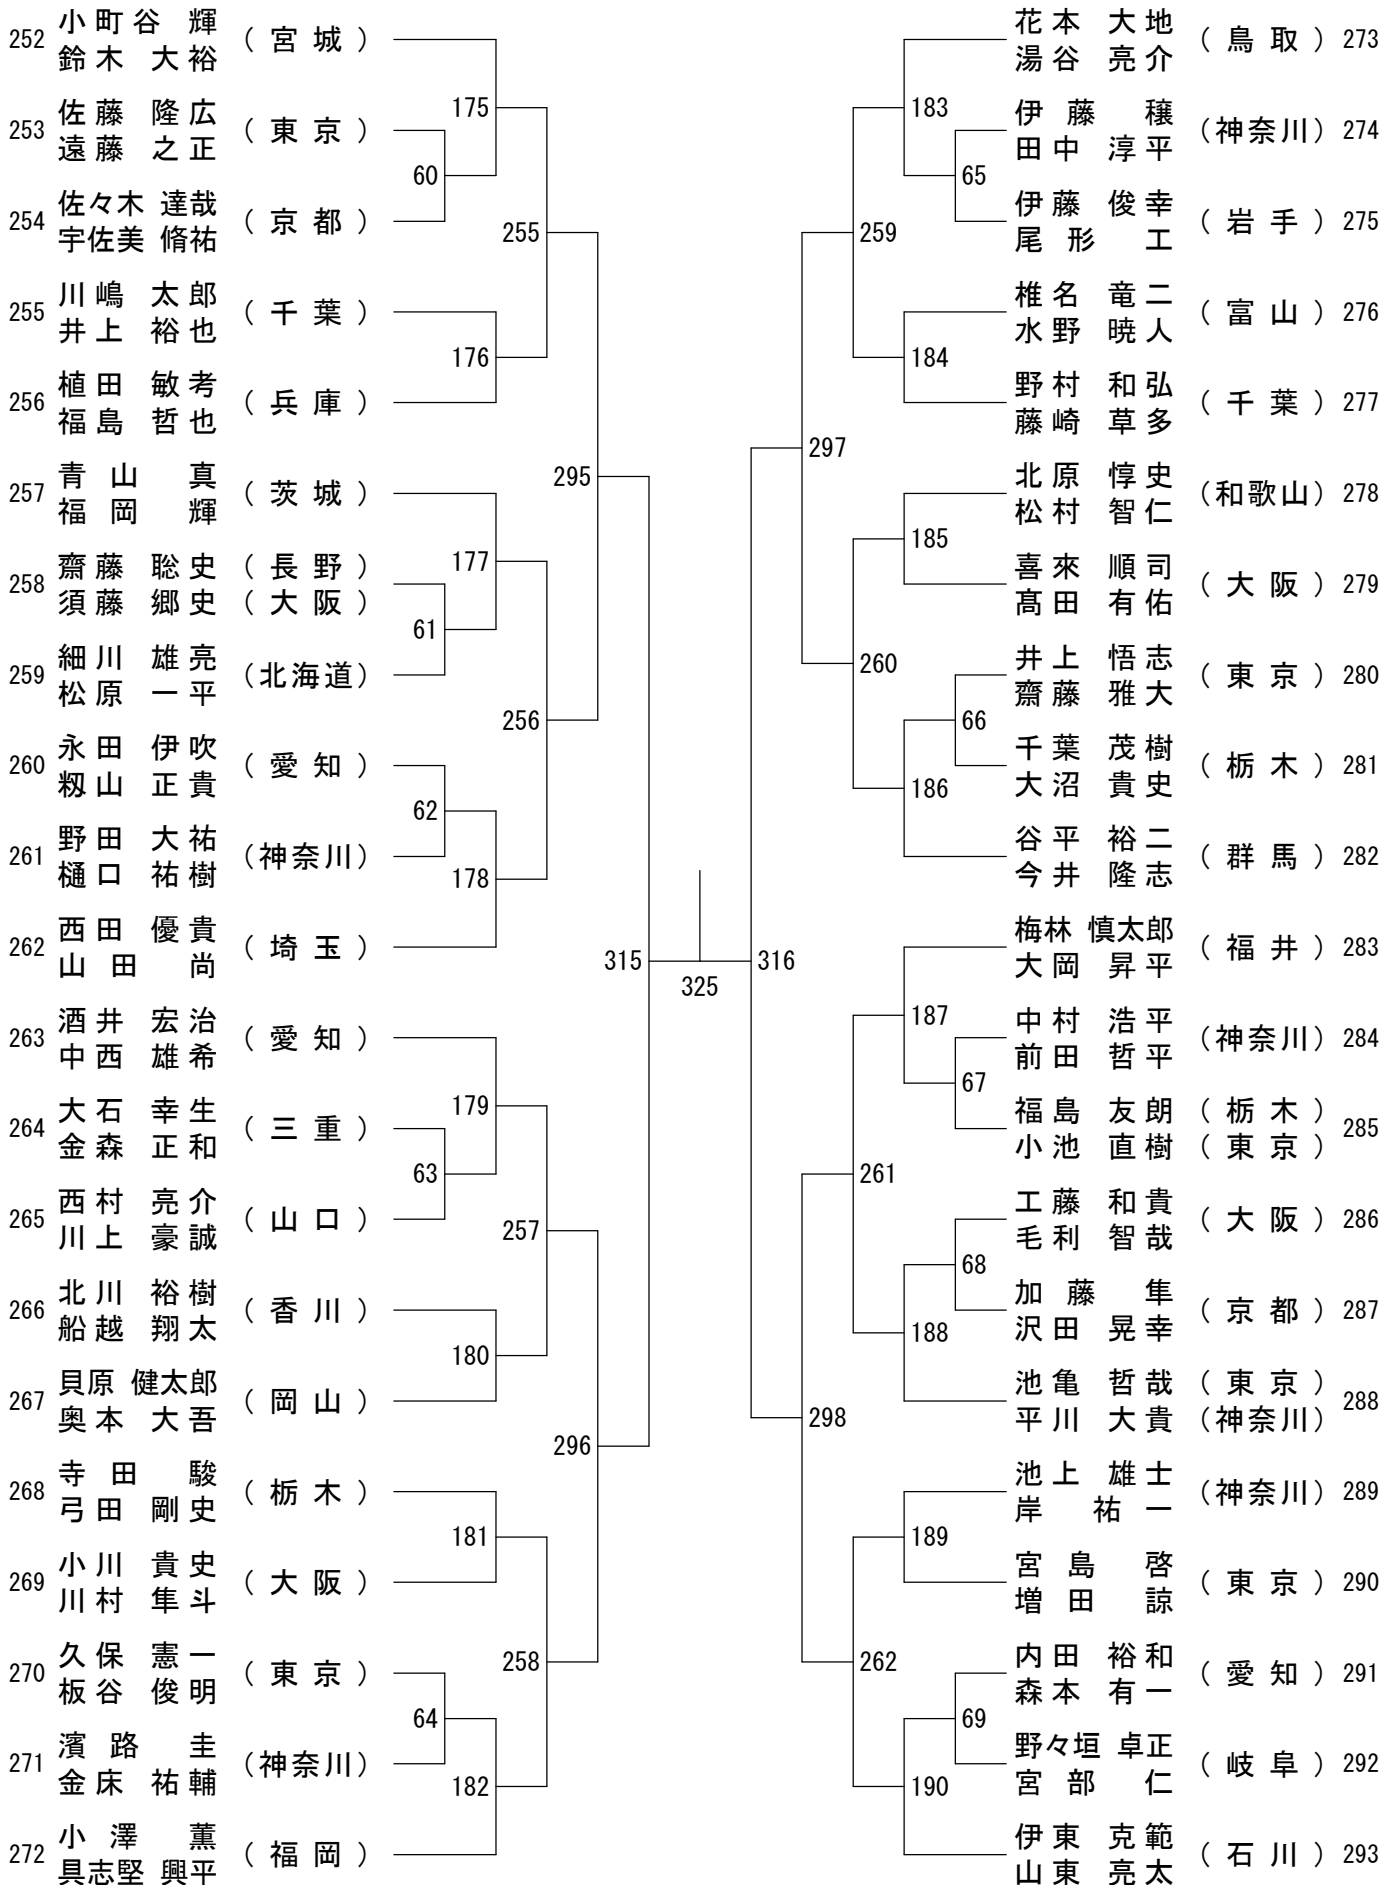 252 小町谷 輝 (宮城)
鈴木 大裕
253 佐藤 隆広 (東京)
遠藤 之正
254 佐々木 達哉 (京都)
宇佐美 脩祐
255 川嶋 太郎 (千葉)
井上 裕也
256 植田 敏考 (兵庫)
福島 哲也
257 青山 真 (茨城)
福岡 輝
258 齋藤 聡史 (長野)
須藤 郷史 (大阪)
259 細川 雄亮 (北海道)
松原 一平
260 永田 伊吹 (愛知)
籾山 正貴
261 野田 大祐 (神奈川)
樋口 祐樹
262 西田 優貴 (埼玉)
山田 尚
263 酒井 宏治 (愛知)
中西 雄希
264 大石 幸生 (三重)
金森 正和
265 西村 亮介 (山口)
川上 豪誠
266 北川 裕樹 (香川)
船越 翔太
267 貝原 健太郎 (岡山)
奥本 大吾
268 寺田 駿 (栃木)
弓田 剛史
269 小川 貴史 (大阪)
川村 隼斗
270 久保 憲一 (東京)
板谷 俊明
271 濱路 圭 (神奈川)
金床 祐輔
272 小澤 薫 (福岡)
具志堅 興平
60
61
62
63
64
175
176
177
178
179
180
181
182
255
256
257
258
295
296
315
325
316
297
298
259
260
261
262
183
184
185
186
187
188
189
190
65
66
67
68
69
花本 大地 (鳥取) 273
湯谷 亮介
伊藤 穣 (神奈川) 274
田中 淳平
伊藤 俊幸 (岩手) 275
尾形 工
椎名 竜二 (富山) 276
水野 暁人
野村 和弘 (千葉) 277
藤崎 草多
北原 惇史 (和歌山) 278
松村 智仁
喜來 順司 (大阪) 279
髙田 有佑
井上 悟志 (東京) 280
齋藤 雅大
千葉 茂樹 (栃木) 281
大沼 貴史
谷平 裕二 (群馬) 282
今井 隆志
梅林 慎太郎 (福井) 283
大岡 昇平
中村 浩平 (神奈川) 284
前田 哲平
福島 友朗 (栃木) 285
小池 直樹 (東京)
工藤 和貴 (大阪) 286
毛利 智哉
加藤 隼 (京都) 287
沢田 晃幸
池亀 哲哉 (東京) 288
平川 大貴 (神奈川)
池上 雄士 (神奈川) 289
岸 祐一
宮島 啓 (東京) 290
増田 諒
内田 裕和 (愛知) 291
森本 有一
野々垣 卓正 (岐阜) 292
宮部 仁
伊東 克範 (石川) 293
山東 亮太